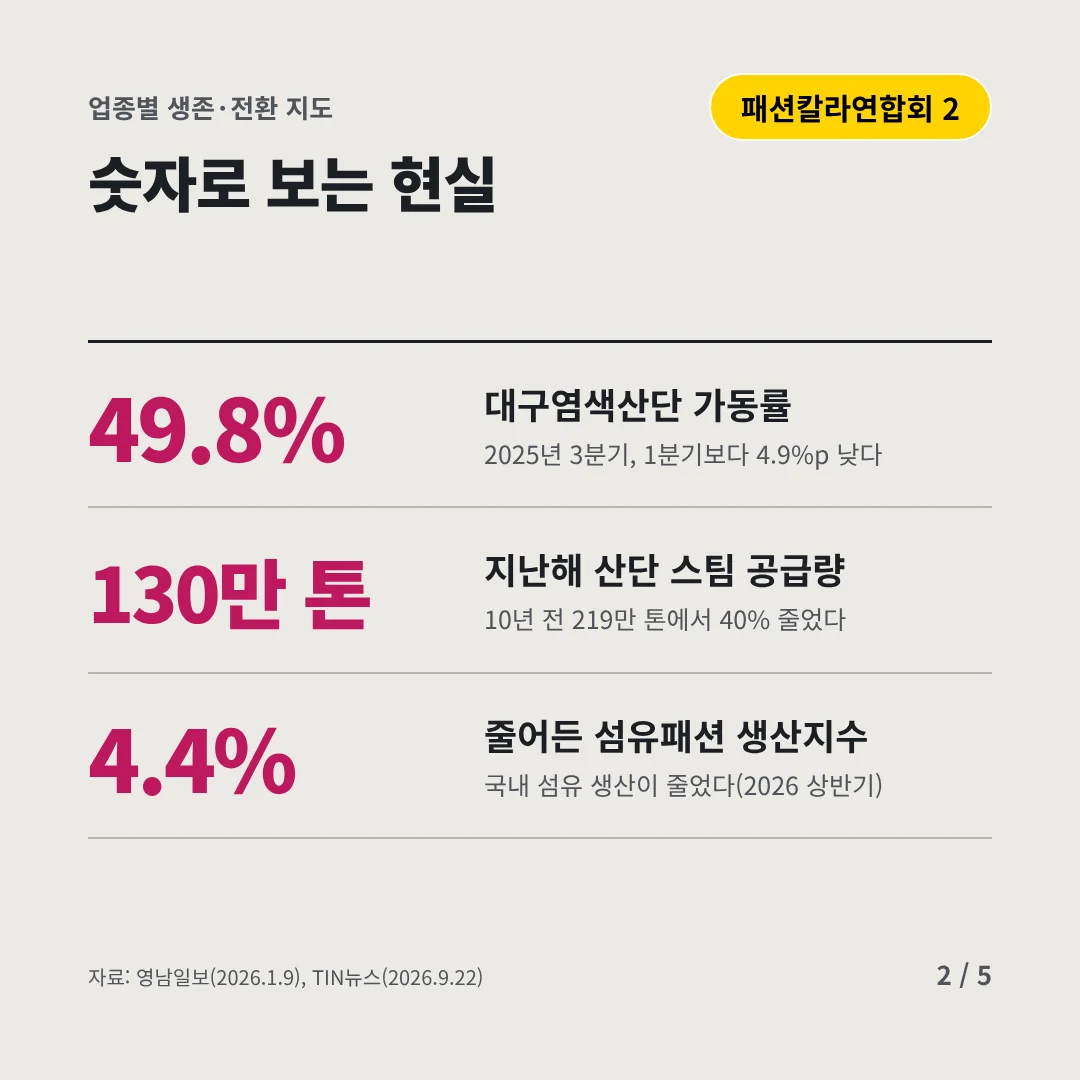 업종별 생존·전환 지도
패션칼라연합회 2
숫자로 보는 현실
49.8%
대구염색산단 가동률
2025년 3분기, 1분기보다 4.9%p 낮다
130만 톤
지난해 산단 스팀 공급량
10년 전 219만 톤에서 40% 줄었다
4.4%
줄어든 섬유패션 생산지수
국내 섬유 생산이 줄었다(2026 상반기)
자료: 영남일보(2026.1.9), TIN뉴스(2026.9.22)
2 / 5